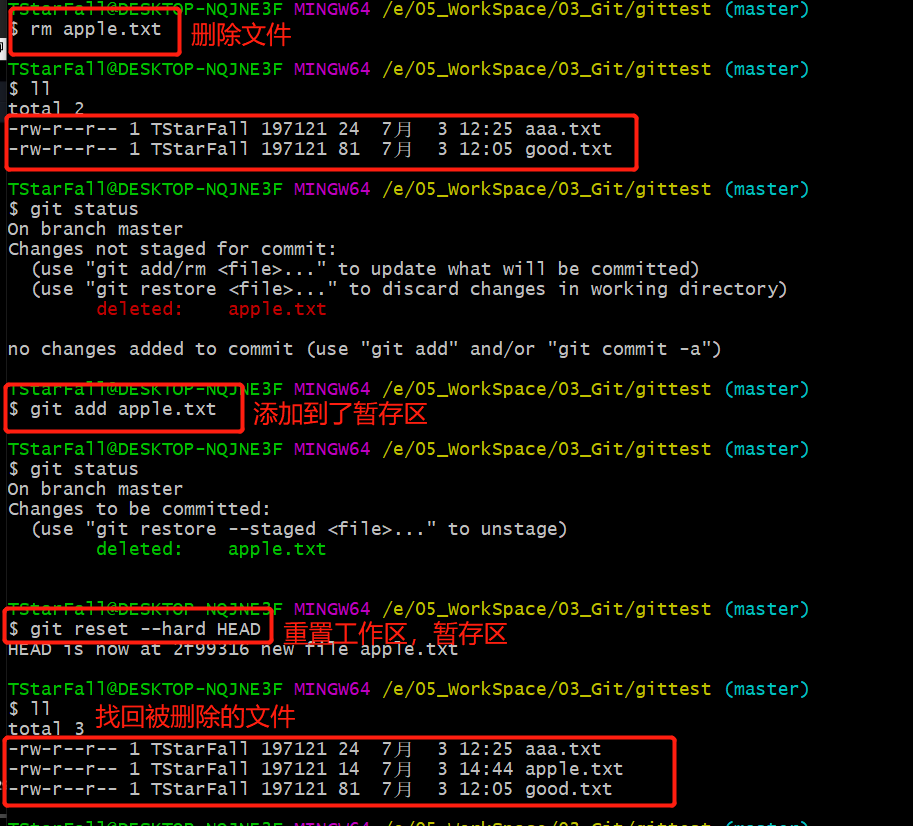 TStarFall@DESKTOP-NQJNE3F MINGW64 /e/05_WorkSpace/03_Git/gittest (master)
$ rm apple.txt 删除文件
TStarFall@DESKTOP-NQJNE3F MINGW64 /e/05_WorkSpace/03_Git/gittest (master)
$ ll
total 2
-rw-r--r-- 1 TStarFall 197121 24  7月  3 12:25 aaa.txt
-rw-r--r-- 1 TStarFall 197121 81  7月  3 12:05 good.txt
TStarFall@DESKTOP-NQJNE3F MINGW64 /e/05_WorkSpace/03_Git/gittest (master)
$ git status
On branch master
Changes not staged for commit:
  (use "git add/rm <file>..." to update what will be committed)
  (use "git restore <file>..." to discard changes in working directory)
        deleted:    apple.txt
no changes added to commit (use "git add" and/or "git commit -a")
TStarFall@DESKTOP-NQJNE3F MINGW64 /e/05_WorkSpace/03_Git/gittest (master)
$ git add apple.txt 添加到了暂存区
TStarFall@DESKTOP-NQJNE3F MINGW64 /e/05_WorkSpace/03_Git/gittest (master)
$ git status
On branch master
Changes to be committed:
  (use "git restore --staged <file>..." to unstage)
        deleted:    apple.txt
TStarFall@DESKTOP-NQJNE3F MINGW64 /e/05_WorkSpace/03_Git/gittest (master)
$ git reset --hard HEAD 重置工作区，暂存区
HEAD is now at 2f99316 new file apple.txt
TStarFall@DESKTOP-NQJNE3F MINGW64 /e/05_WorkSpace/03_Git/gittest (master)
$ ll 找回被删除的文件
total 3
-rw-r--r-- 1 TStarFall 197121 24  7月  3 12:25 aaa.txt
-rw-r--r-- 1 TStarFall 197121 14  7月  3 14:44 apple.txt
-rw-r--r-- 1 TStarFall 197121 81  7月  3 12:05 good.txt
TStarFall@DESKTOP-NQJNE3F MINGW64 /e/05_WorkSpace/03_Git/gittest (master)